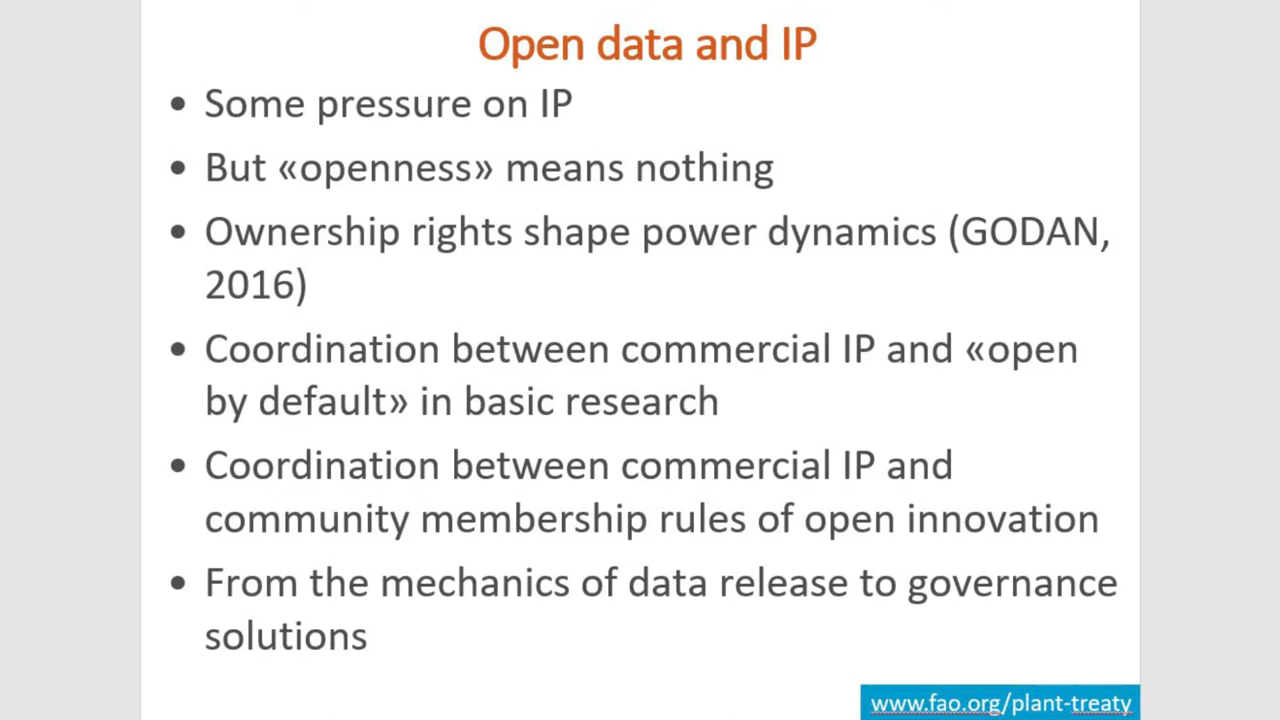 Open data and IP
• Some pressure on IP
• But «openness» means nothing
• Ownership rights shape power dynamics (GODAN,
2016)
• Coordination between commercial IP and «open
by default» in basic research
• Coordination between commercial IP and
community membership rules of open innovation
• From the mechanics of data release to governance
solutions
www.fao.org/plant-treaty